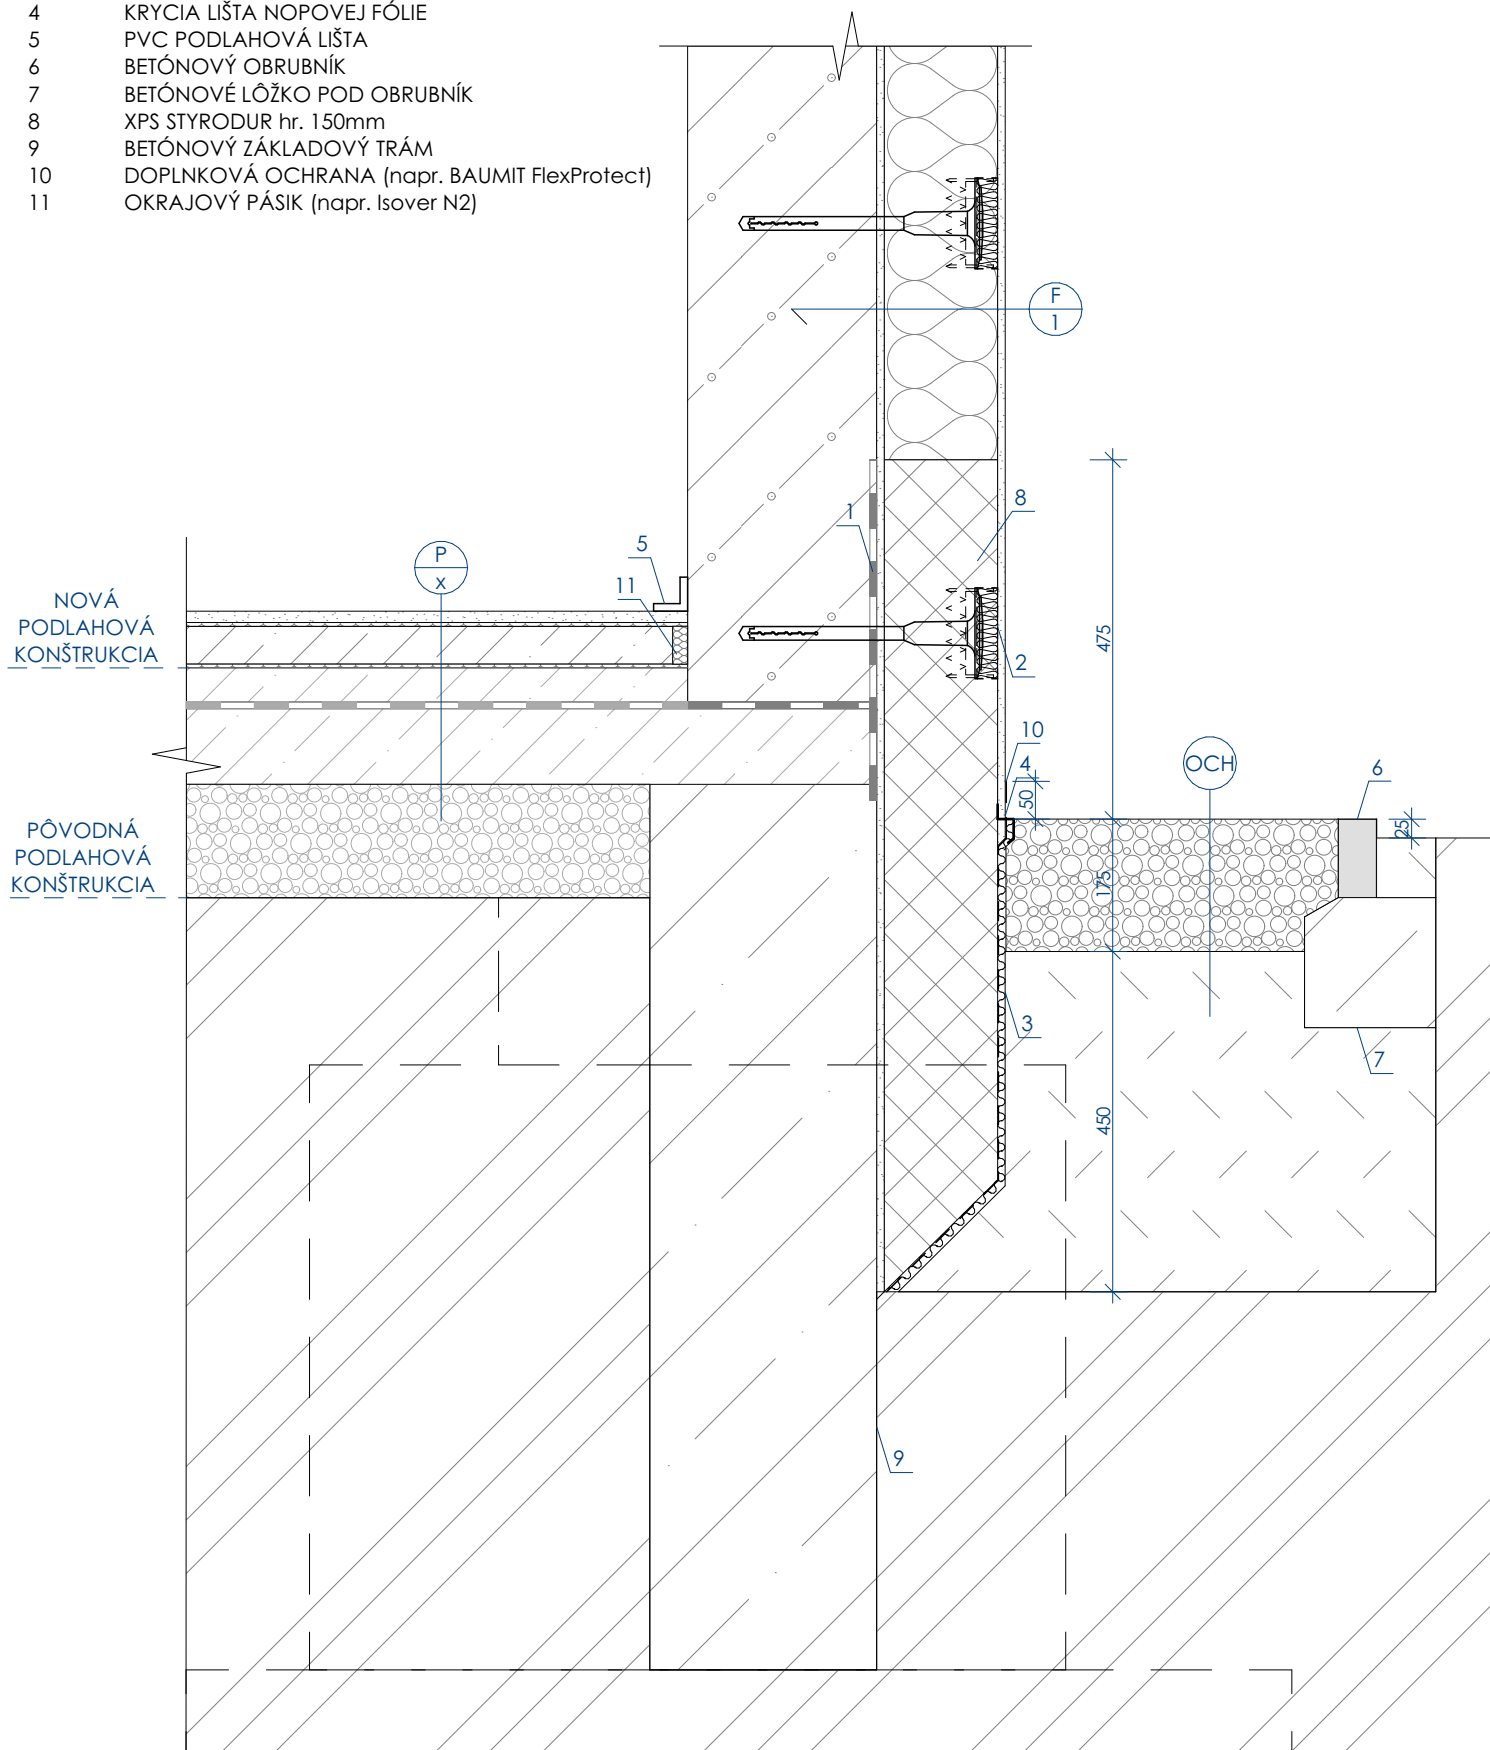 4 KRYCIA LIŠTA NOPOVEJ FÓLIE
5 PVC PODLAHOVÁ LIŠTA
6 BETÓNOVÝ OBRUBNÍK
7 BETÓNOVÉ LÔŽKO POD OBRUBNÍK
8 XPS STYRODUR hr. 150mm
9 BETÓNOVÝ ZÁKLADOVÝ TRÁM
10 DOPLNKOVÁ OCHRANA (napr. BAUMIT FlexProtect)
11 OKRAJOVÝ PÁSIK (napr. Isover N2)
F
1
8
1
5
P
x
11
NOVÁ
PODLAHOVÁ
KONŠTRUKCIA
475
2
10
4
OCH
6
50
25
PÔVODNÁ
PODLAHOVÁ
KONŠTRUKCIA
175
3
7
450
9